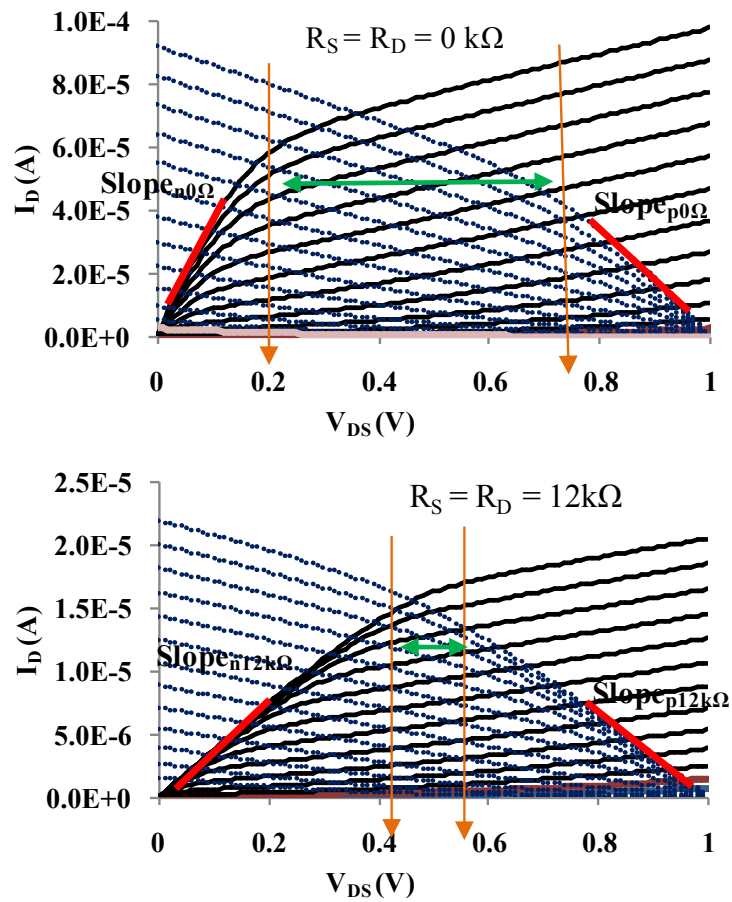 R_S = R_D = 0 kΩ
1.0E-4
8.0E-5
6.0E-5
4.0E-5
2.0E-5
0.0E+0
I_D (A)
Slope_n0Ω
Slope_p0Ω
0 0.2 0.4 0.6 0.8 1
V_DS (V)
R_S = R_D = 12kΩ
2.5E-5
2.0E-5
1.5E-5
1.0E-5
5.0E-6
0.0E+0
I_D (A)
Slope_n12kΩ
Slope_p12kΩ
0 0.2 0.4 0.6 0.8 1
V_DS (V)